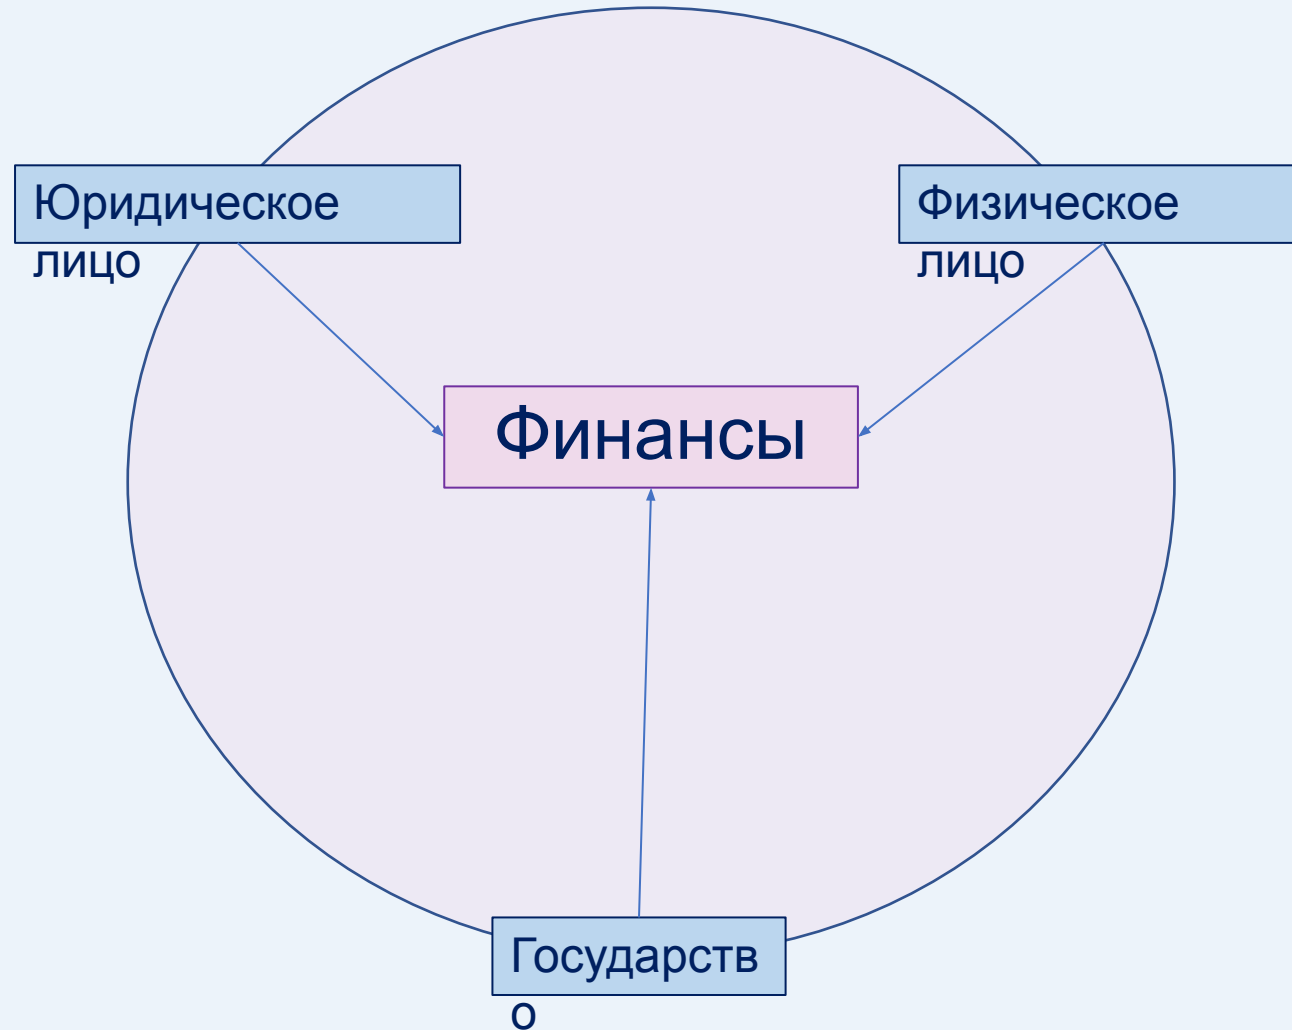 Юридическое
лицо
Физическое
лицо
Финансы
Государств
о